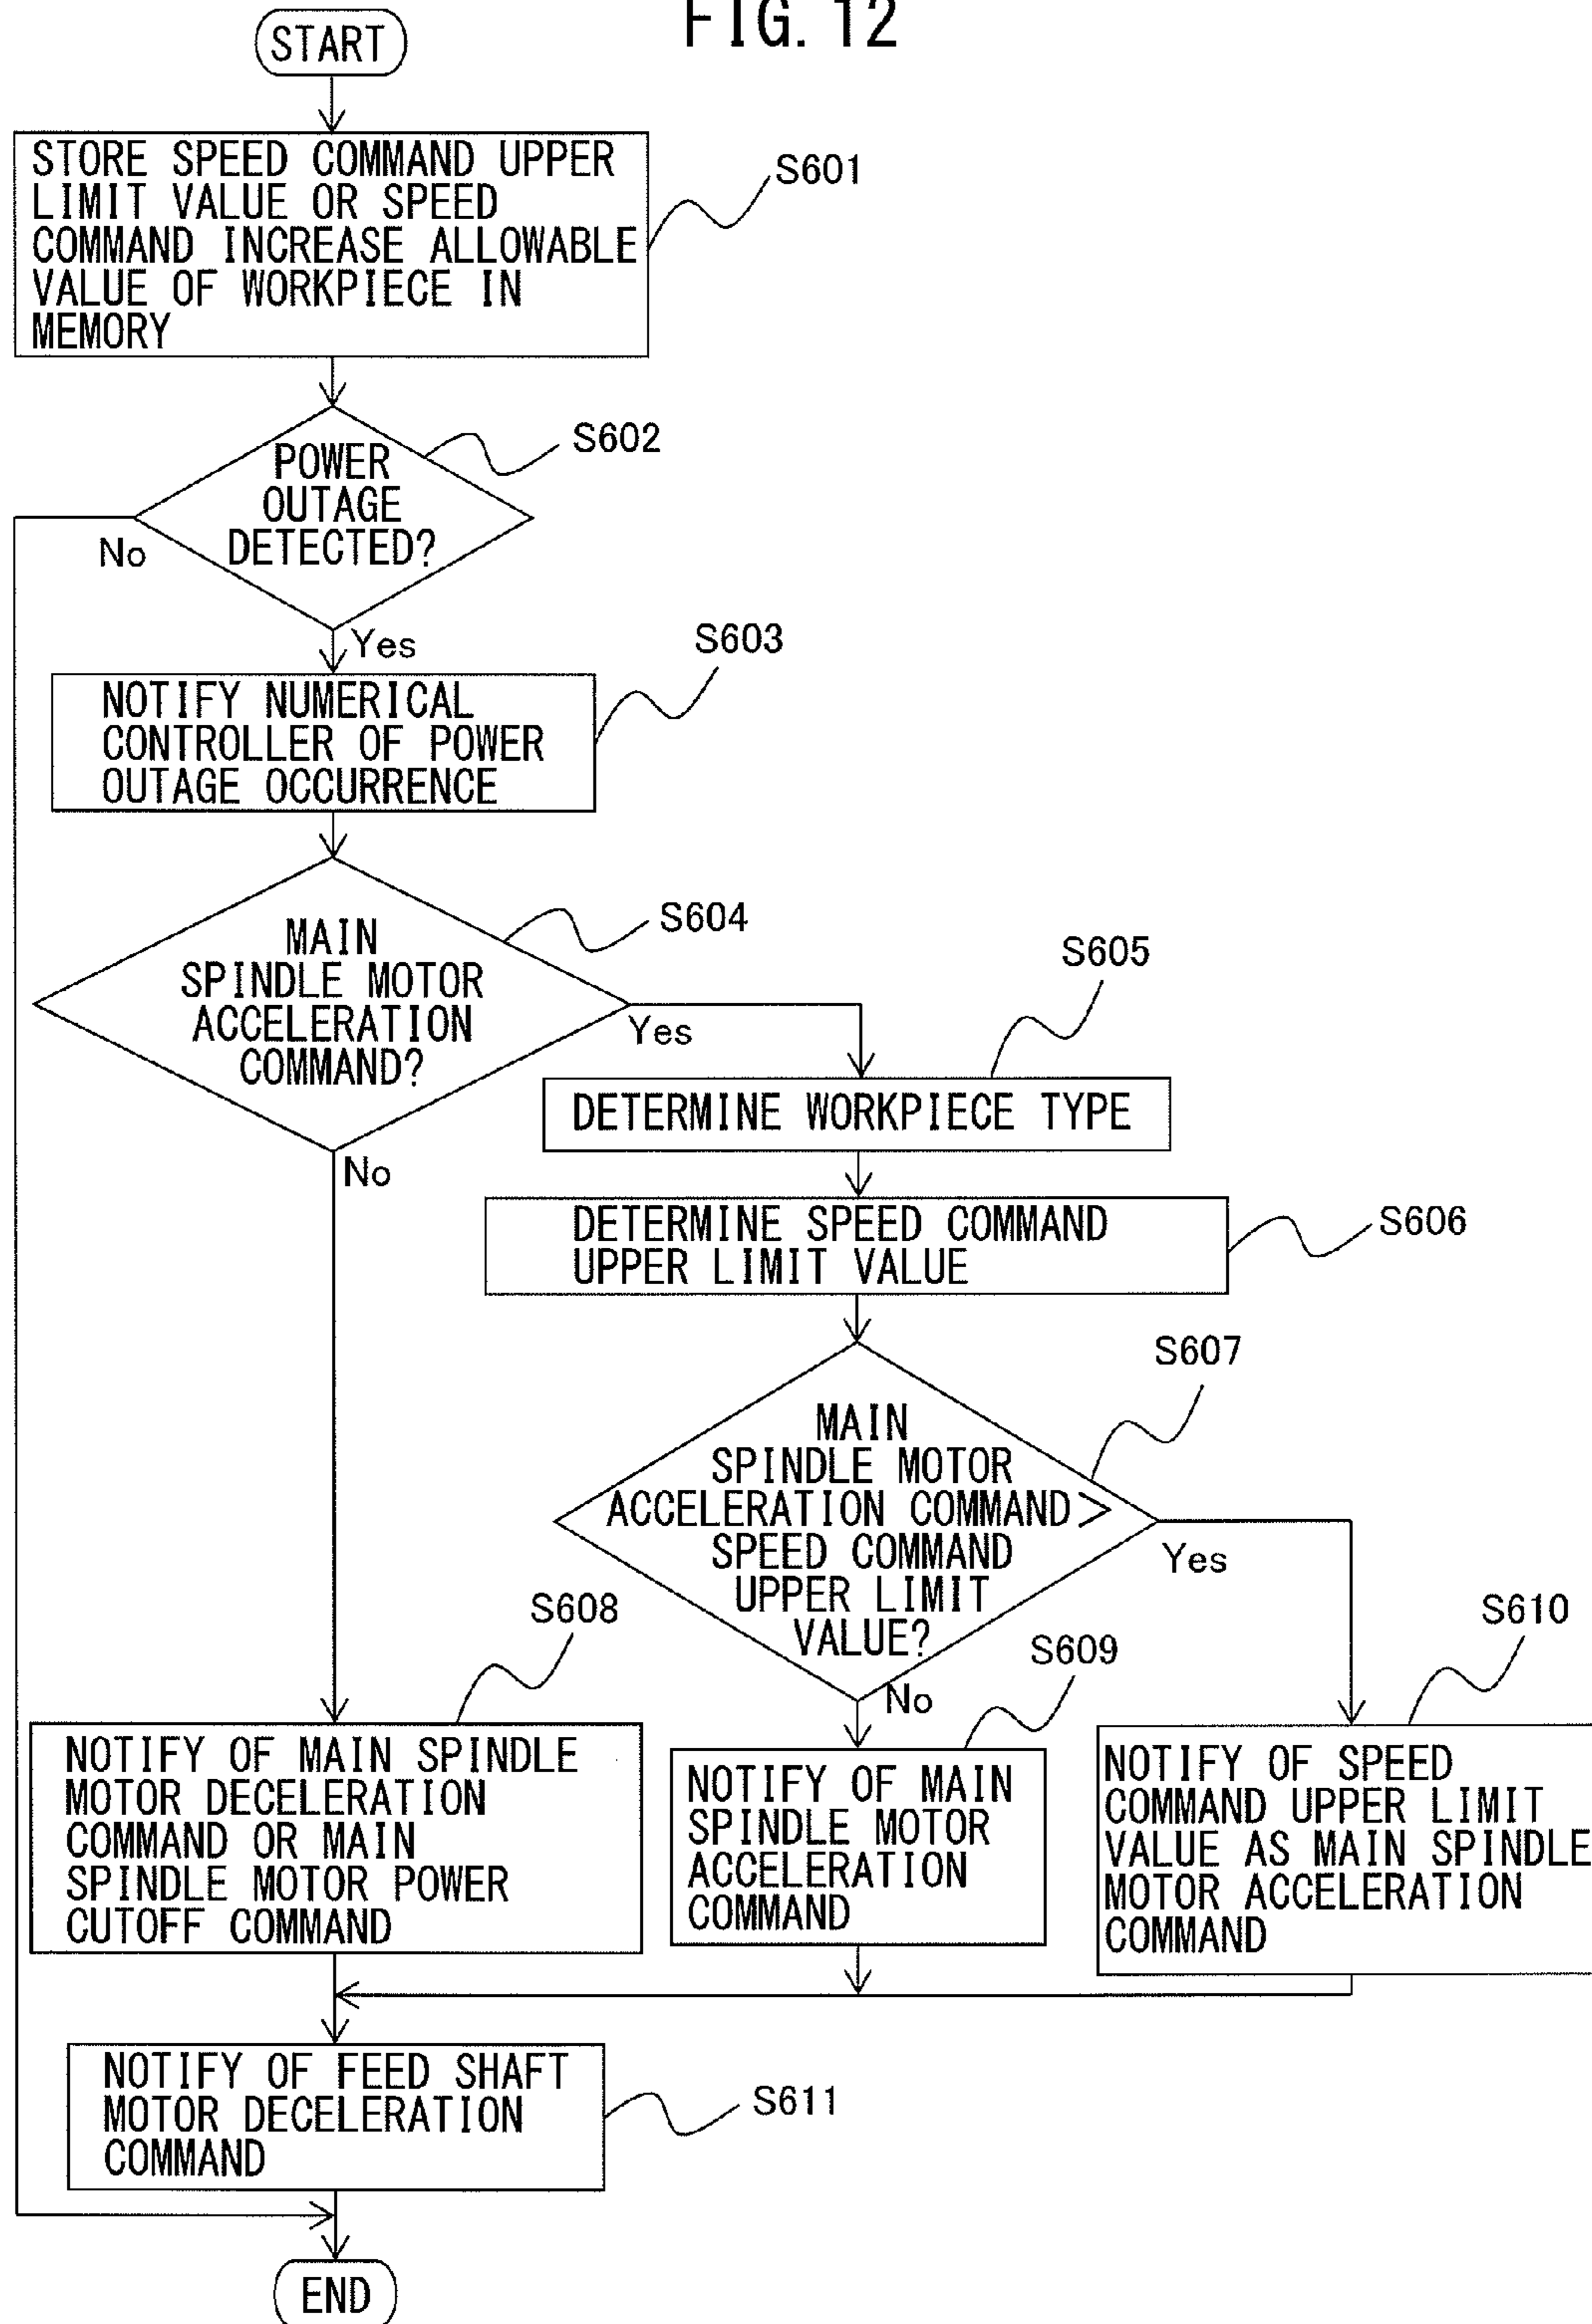 FIG. 12
START
STORE SPEED COMMAND UPPER
LIMIT VALUE OR SPEED
COMMAND INCREASE ALLOWABLE
VALUE OF WORKPIECE IN
MEMORY
S601
POWER
OUTAGE
DETECTED?
S602
No
Yes
NOTIFY NUMERICAL
CONTROLLER OF POWER
OUTAGE OCCURRENCE
S603
MAIN
SPINDLE MOTOR
ACCELERATION
COMMAND?
S604
Yes
No
S605
DETERMINE WORKPIECE TYPE
DETERMINE SPEED COMMAND
UPPER LIMIT VALUE
S606
S607
MAIN
SPINDLE MOTOR
ACCELERATION COMMAND>
SPEED COMMAND
UPPER LIMIT
VALUE?
Yes
No
S608
NOTIFY OF MAIN SPINDLE
MOTOR DECELERATION
COMMAND OR MAIN
SPINDLE MOTOR POWER
CUTOFF COMMAND
S609
NOTIFY OF MAIN
SPINDLE MOTOR
ACCELERATION
COMMAND
S610
NOTIFY OF SPEED
COMMAND UPPER LIMIT
VALUE AS MAIN SPINDLE
MOTOR ACCELERATION
COMMAND
NOTIFY OF FEED SHAFT
MOTOR DECELERATION
COMMAND
S611
END